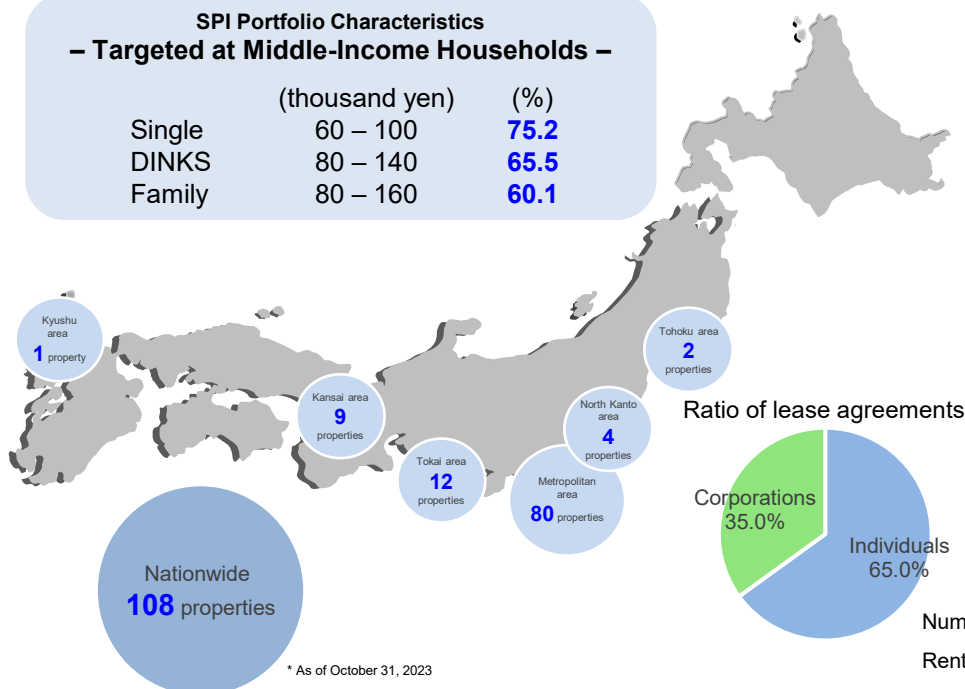 SPI Portfolio Characteristics
– Targeted at Middle-Income Households –
(thousand yen) (%)
Single 60 – 100 75.2
DINKS 80 – 140 65.5
Family 80 – 160 60.1
Kyushu
area
1 property
Kansai area
9
properties
Tokai area
12
properties
Metropolitan
area
80 properties
North Kanto
area
4
properties
Tohoku area
2
properties
Nationwide
108 properties
* As of October 31, 2023
Ratio of lease agreements
Corporations
35.0%
Individuals
65.0%
Num
Rent